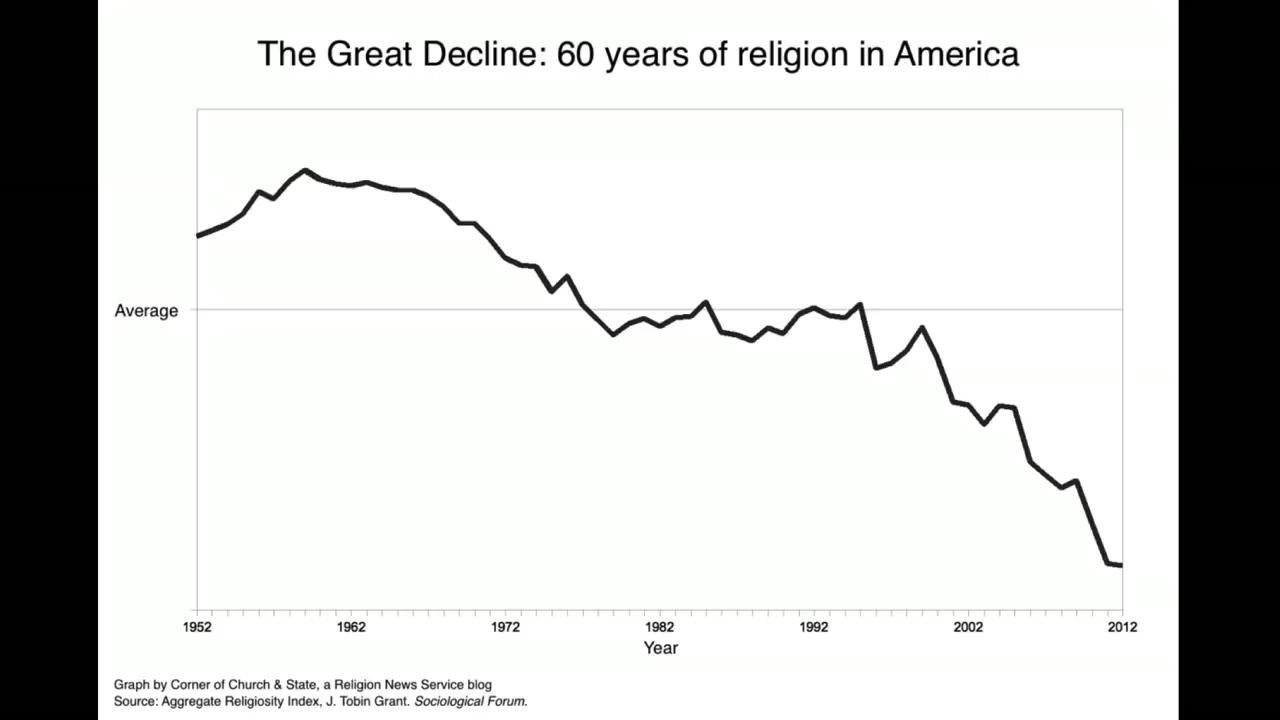 The Great Decline: 60 years of religion in America
Average
1952 1962 1972 1982 1992 2002 2012
Year
Graph by Corner of Church & State, a Religion News Service blog
Source: Aggregate Religiosity Index, J. Tobin Grant. Sociological Forum.